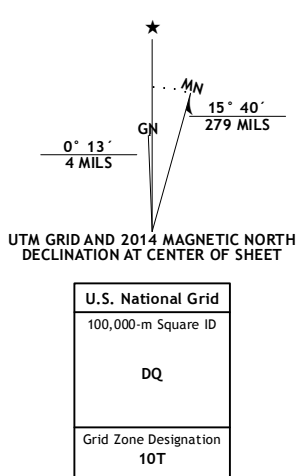 ★
MN
GN
15° 40´
279 MILS
0° 13´
4 MILS
UTM GRID AND 2014 MAGNETIC NORTH
DECLINATION AT CENTER OF SHEET
U.S. National Grid
100,000-m Square ID
DQ
Grid Zone Designation
10T